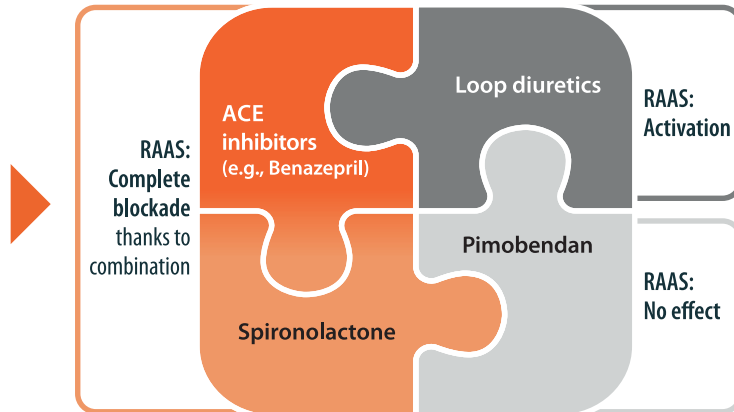 RAAS:
Complete
blockade
thanks to
combination
ACE
inhibitors
(e.g., Benazepril)
Loop diuretics
RAAS:
Activation
Spironolactone
Pimobendan
RAAS:
No effect